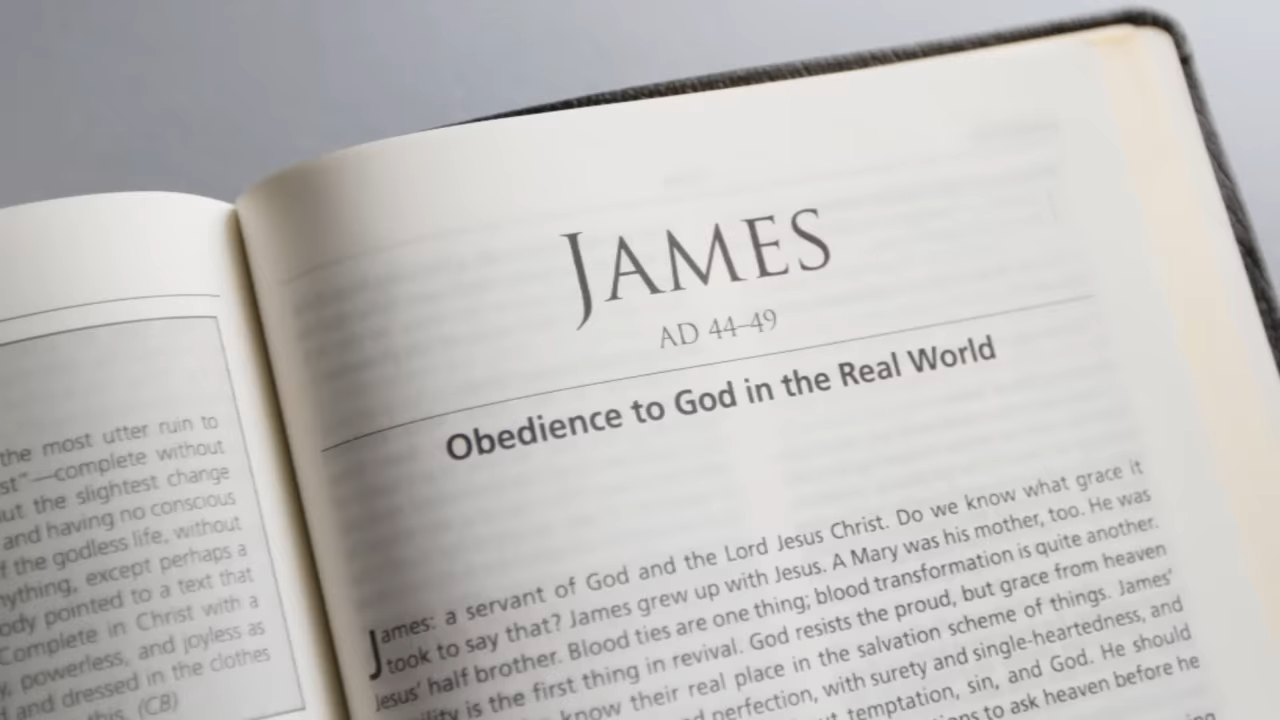 the most utter ruin to
st"—complete without
ut the slightest change
and having no conscious
f the godless life, without
nything, except perhaps a
ody pointed to a text that
Complete in Christ with a
y, powerless, and joyless as
and dressed in the clothes
this. (CB)
JAMES
AD 44–49
Obedience to God in the Real World
James: a servant of God and the Lord Jesus Christ. Do we know what grace it
took to say that? James grew up with Jesus. A Mary was his mother, too. He was
Jesus' half brother. Blood ties are one thing; blood transformation is quite another.
ility is the first thing in revival. God resists the proud, but grace from heaven
know their real place in the salvation scheme of things. James'
d perfection, with surety and single-heartedness, and
ut temptation, sin, and God. He should
ons to ask heaven before he